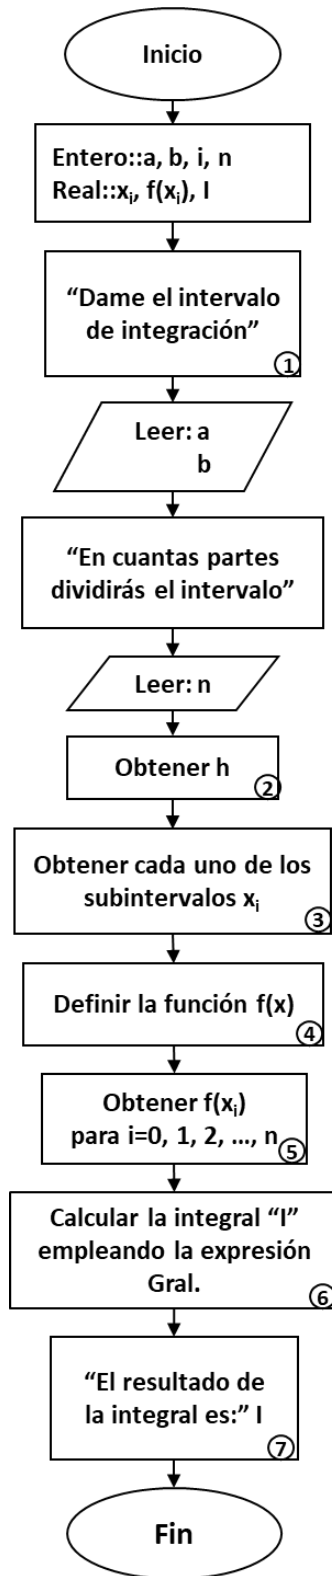 Inicio
Entero::a, b, i, n
Real::xᵢ, f(xᵢ), I
“Dame el intervalo
de integración”
1
Leer: a
b
“En cuantas partes
dividirás el intervalo”
Leer: n
Obtener h
2
Obtener cada uno de los
subintervalos xᵢ
3
Definir la función f(x)
4
Obtener f(xᵢ)
para i=0, 1, 2, ..., n
5
Calcular la integral “I”
empleando la expresión
Gral.
6
“El resultado de
la integral es:” I
7
Fin